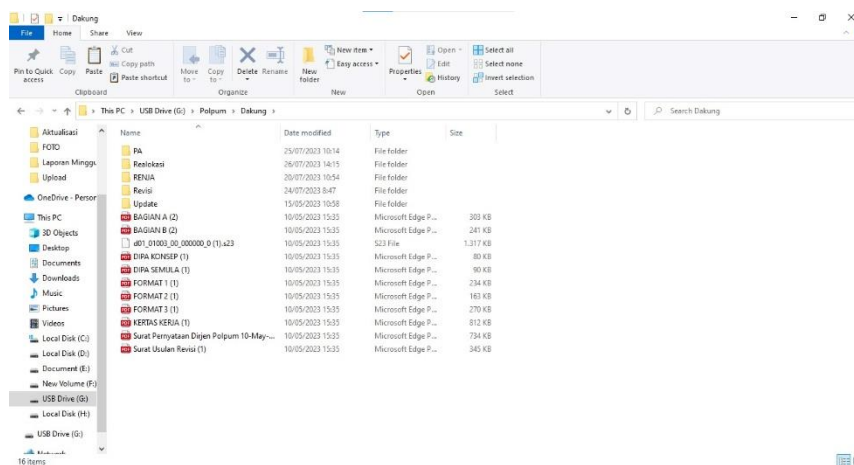 Dakung
File Home Share View
Pin to Quick access
Copy
Paste
Cut
Copy path
Paste shortcut
Clipboard
Move to
Copy to
Delete
Rename
Organize
New folder
New item
Easy access
New
Properties
Open
Edit
History
Open
Select all
Select none
Invert selection
Select
This PC > USB Drive (G:) > Polpum > Dakung >
Search Dakung
Aktualisasi
FOTO
Laporan Minggu
Upload
OneDrive - Person
This PC
3D Objects
Desktop
Documents
Downloads
Music
Pictures
Videos
Local Disk (C:)
Local Disk (D:)
Document (E:)
New Volume (F:)
USB Drive (G:)
Local Disk (H:)
USB Drive (G:)
Network
Name Date modified Type Size
PA 25/07/2023 10:14 File folder
Realokasi 26/07/2023 14:15 File folder
RENJA 20/07/2023 10:54 File folder
Revisi 24/07/2023 8:47 File folder
Update 15/05/2023 10:58 File folder
BAGIAN A (2) 10/05/2023 15:35 Microsoft Edge P... 303 KB
BAGIAN B (2) 10/05/2023 15:35 Microsoft Edge P... 241 KB
d01_01003_00_000000_0 (1).s23 10/05/2023 15:35 S23 File 1.317 KB
DIPA KONSEP (1) 10/05/2023 15:35 Microsoft Edge P... 80 KB
DIPA SEMULA (1) 10/05/2023 15:35 Microsoft Edge P... 90 KB
FORMAT 1 (1) 10/05/2023 15:35 Microsoft Edge P... 234 KB
FORMAT 2 (1) 10/05/2023 15:35 Microsoft Edge P... 163 KB
FORMAT 3 (1) 10/05/2023 15:35 Microsoft Edge P... 270 KB
KERTAS KERJA (1) 10/05/2023 15:35 Microsoft Edge P... 812 KB
Surat Pernyataan Dirjen Polpum 10-May-... 10/05/2023 15:35 Microsoft Edge P... 734 KB
Surat Usulan Revisi (1) 10/05/2023 15:35 Microsoft Edge P... 345 KB
16 items